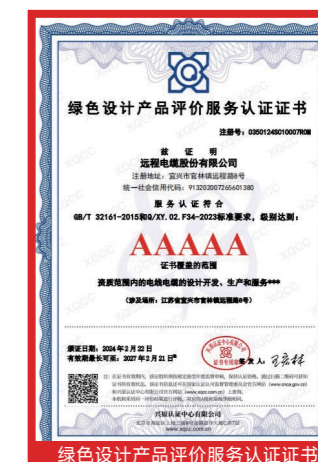 绿色设计产品评价服务认证证书
注册号：0350124S010007R0M
兹 证 明
远程电缆股份有限公司
注册地址：宜兴市官林镇远程路8号
统一社会信用代码：913202007265601380
服务认证符合
GB/T 32161-2015和Q/XY.02.F34-2023标准要求，级别达到：
AAAAA
证书覆盖的范围
资质范围内的电线电缆的设计开发、生产和服务***
（涉及场所：江苏省宜兴市官林镇远程路8号）
颁证日期：2024年2月22日
有效期最长可至：2027年2月21日
签发人：
兴原认证中心有限公司
www.xqcc.com.cn
绿色设计产品评价服务认证证书